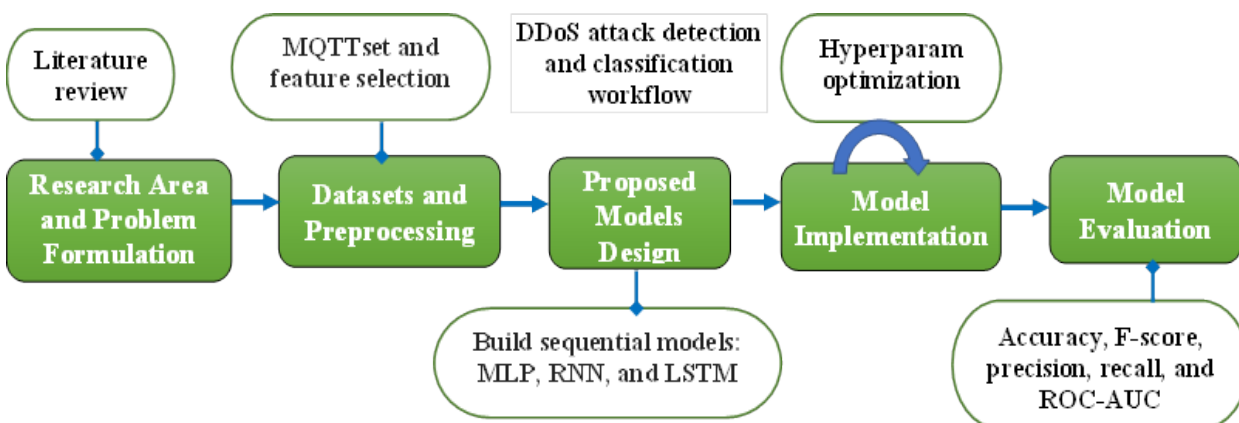 Literature
review
MQTTset and
feature selection
DDoS attack detection
and classification
workflow
Hyperparam
optimization
Research Area
and Problem
Formulation
Datasets and
Preprocessing
Proposed
Models
Design
Model
Implementation
Model
Evaluation
Build sequential models:
MLP, RNN, and LSTM
Accuracy, F-score,
precision, recall, and
ROC-AUC